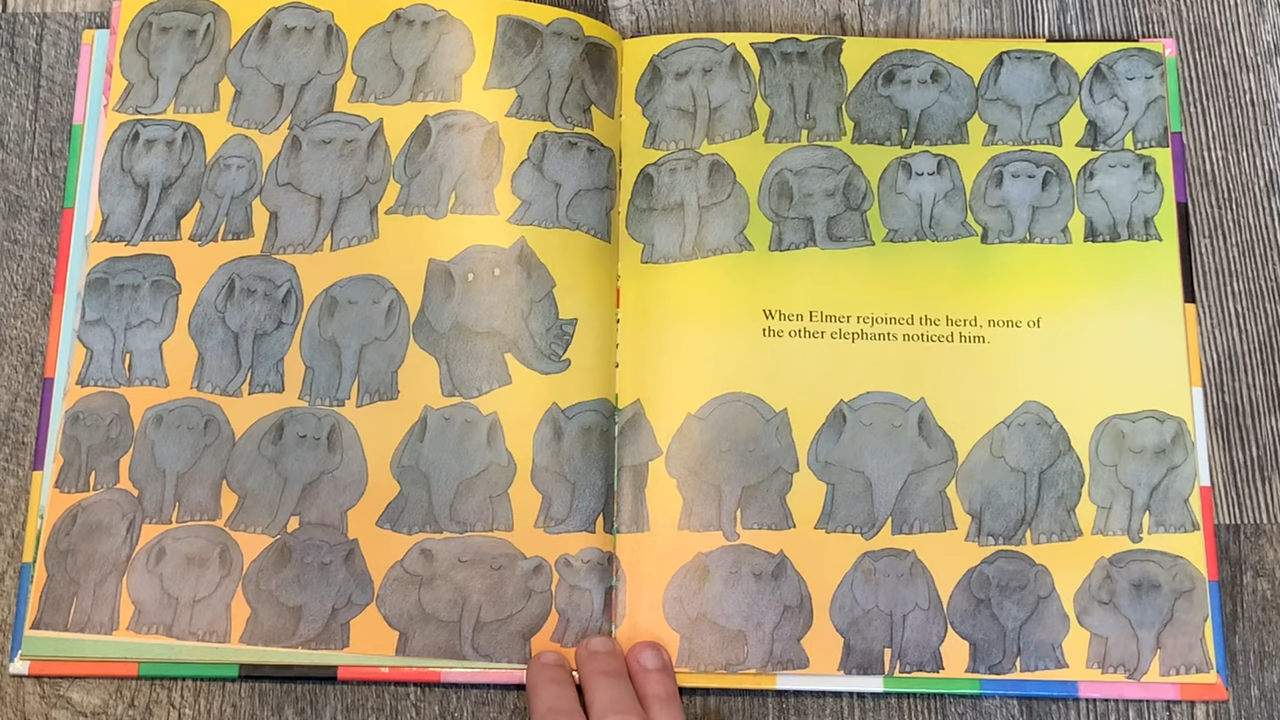 When Elmer rejoined the herd, none of
the other elephants noticed him.